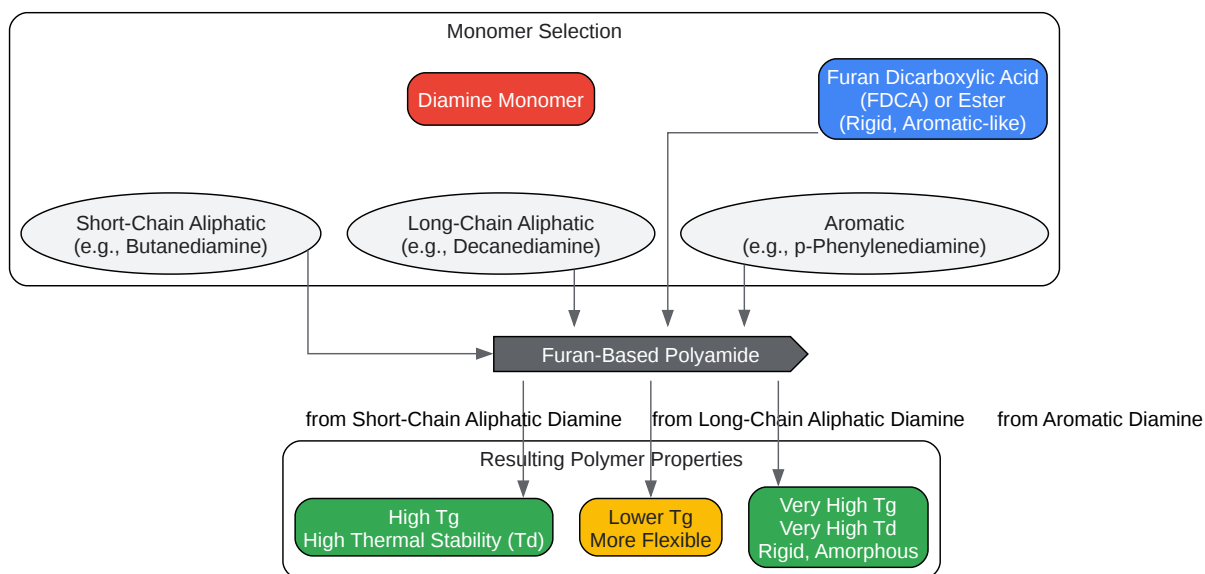 Monomer Selection
Diamine Monomer
Furan Dicarboxylic Acid
(FDCA) or Ester
(Rigid, Aromatic-like)
Short-Chain Aliphatic
(e.g., Butanediamine)
Long-Chain Aliphatic
(e.g., Decanediamine)
Aromatic
(e.g., p-Phenylenediamine)
Furan-Based Polyamide
from Short-Chain Aliphatic Diamine
from Long-Chain Aliphatic Diamine
from Aromatic Diamine
Resulting Polymer Properties
High Tg
High Thermal Stability (Td)
Lower Tg
More Flexible
Very High Tg
Very High Td
Rigid, Amorphous